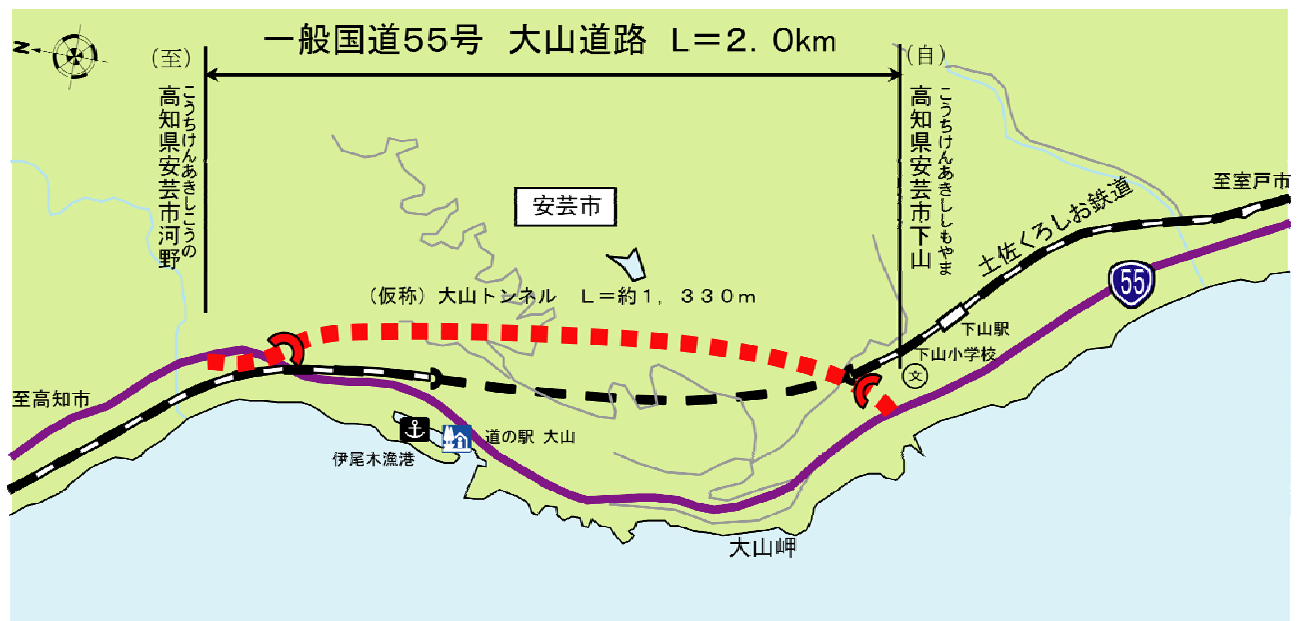 一般国道55号 大山道路 L=2.0km
N
(至)
高知県安芸市河野
こうちけんあきしこうの
(自)
高知県安芸市下山
こうちけんあきししもやま
至室戸市
安芸市
土佐くろしお鉄道
55
(仮称)大山トンネル L=約1,330m
下山駅
下山小学校
文
至高知市
道の駅 大山
伊尾木漁港
大山岬